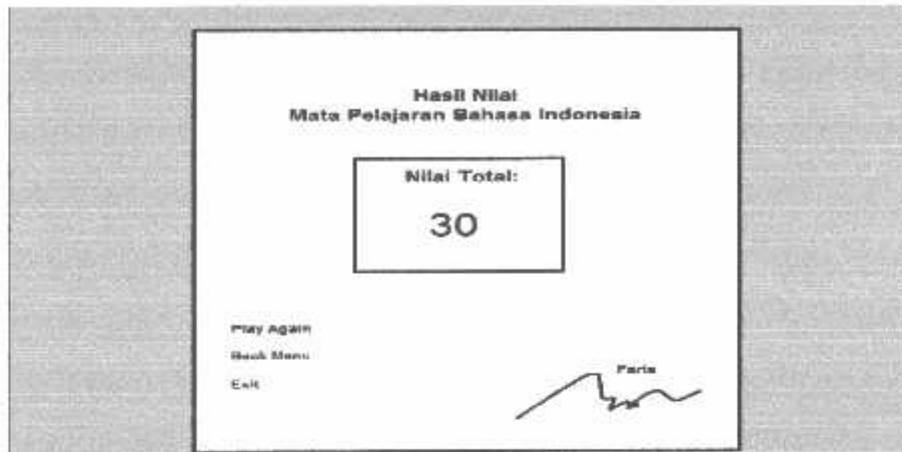 Hasil Nilai
Mata Pelajaran Bahasa Indonesia
Nilai Total:
30
Play Again
Back Menu
Exit
Faris